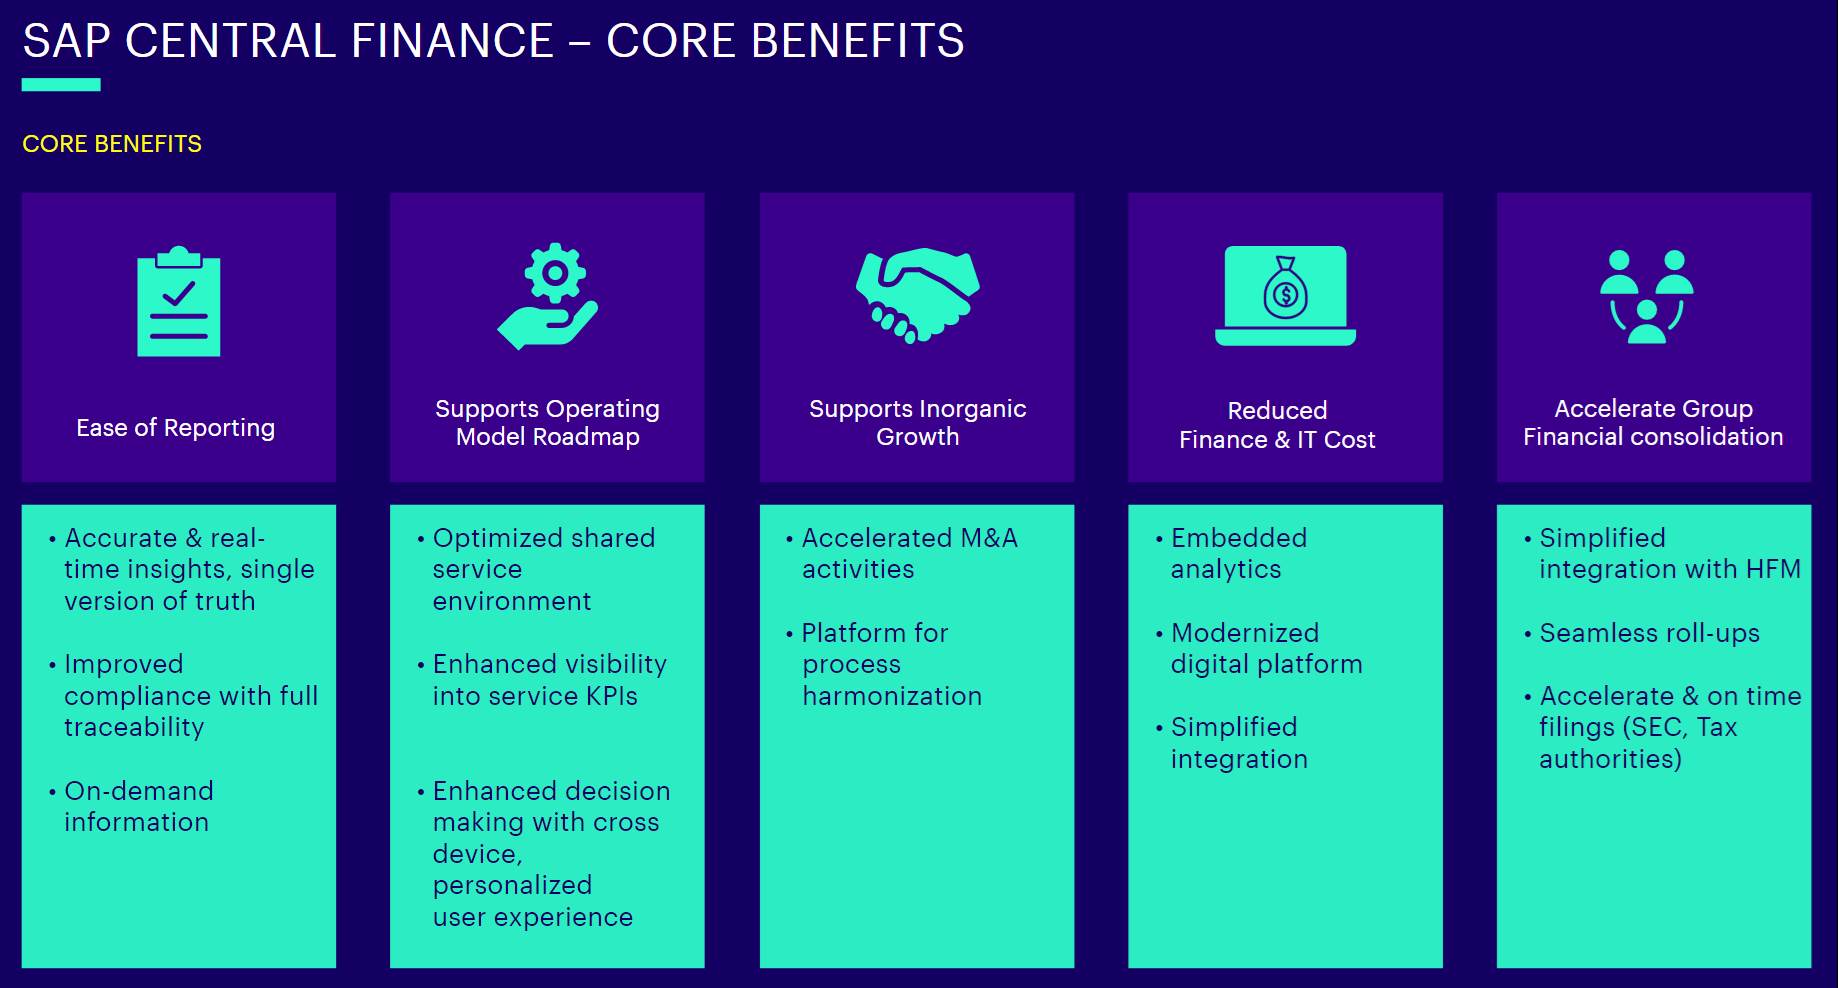 SAP CENTRAL FINANCE – CORE BENEFITS
CORE BENEFITS
Ease of Reporting
• Accurate & real-
time insights, single
version of truth
• Improved
compliance with full
traceability
• On-demand
information
Supports Operating
Model Roadmap
• Optimized shared
service
environment
• Enhanced visibility
into service KPIs
• Enhanced decision
making with cross
device,
personalized
user experience
Supports Inorganic
Growth
• Accelerated M&A
activities
• Platform for
process
harmonization
$
Reduced
Finance & IT Cost
• Embedded
analytics
• Modernized
digital platform
• Simplified
integration
Accelerate Group
Financial consolidation
• Simplified
integration with HFM
• Seamless roll-ups
• Accelerate & on time
filings (SEC, Tax
authorities)